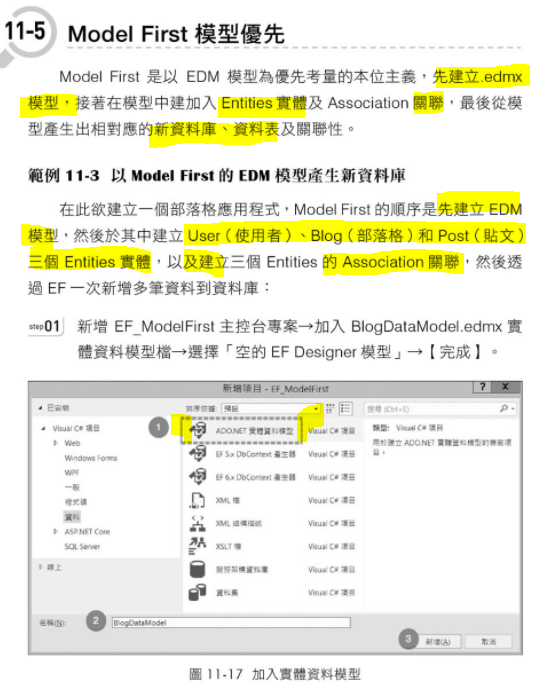 11-5 Model First 模型優先
Model First 是以 EDM 模型為優先考量的本位主義，先建立.edmx
模型，接著在模型中建加入 Entities 實體及 Association 關聯，最後從模
型產生出相對應的新資料庫、資料表及關聯性。
範例 11-3 以 Model First 的 EDM 模型產生新資料庫
在此欲建立一個部落格應用程式，Model First 的順序是先建立 EDM
模型，然後於其中建立 User（使用者）、Blog（部落格）和 Post（貼文）
三個 Entities 實體，以及建立三個 Entities 的 Association 關聯，然後透
過 EF 一次新增多筆資料到資料庫：
step01 新增 EF_ModelFirst 主控台專案→加入 BlogDataModel.edmx 實
體資料模型檔→選擇「空的 EF Designer 模型」→【完成】。
新增項目 - EF_ModelFirst ? X
已安裝
排序依據: 預設
搜尋 (Ctrl+E)
Visual C# 項目
Web
Windows Forms
WPF
一般
程式碼
資料
ASP.NET Core
SQL Server
線上
1
ADO.NET 實體資料模型 Visual C# 項目
EF 5.x DbContext 產生器 Visual C# 項目
EF 6.x DbContext 產生器 Visual C# 項目
XML 檔 Visual C# 項目
XML 結構描述 Visual C# 項目
XSLT 檔 Visual C# 項目
服務架構資料庫 Visual C# 項目
資料集 Visual C# 項目
類型: Visual C# 項目
用於建立 ADO.NET 實體資料模型的專案項
目。
名稱(N): 2 BlogDataModel
3 新增(A) 取消
圖 11-17 加入實體資料模型